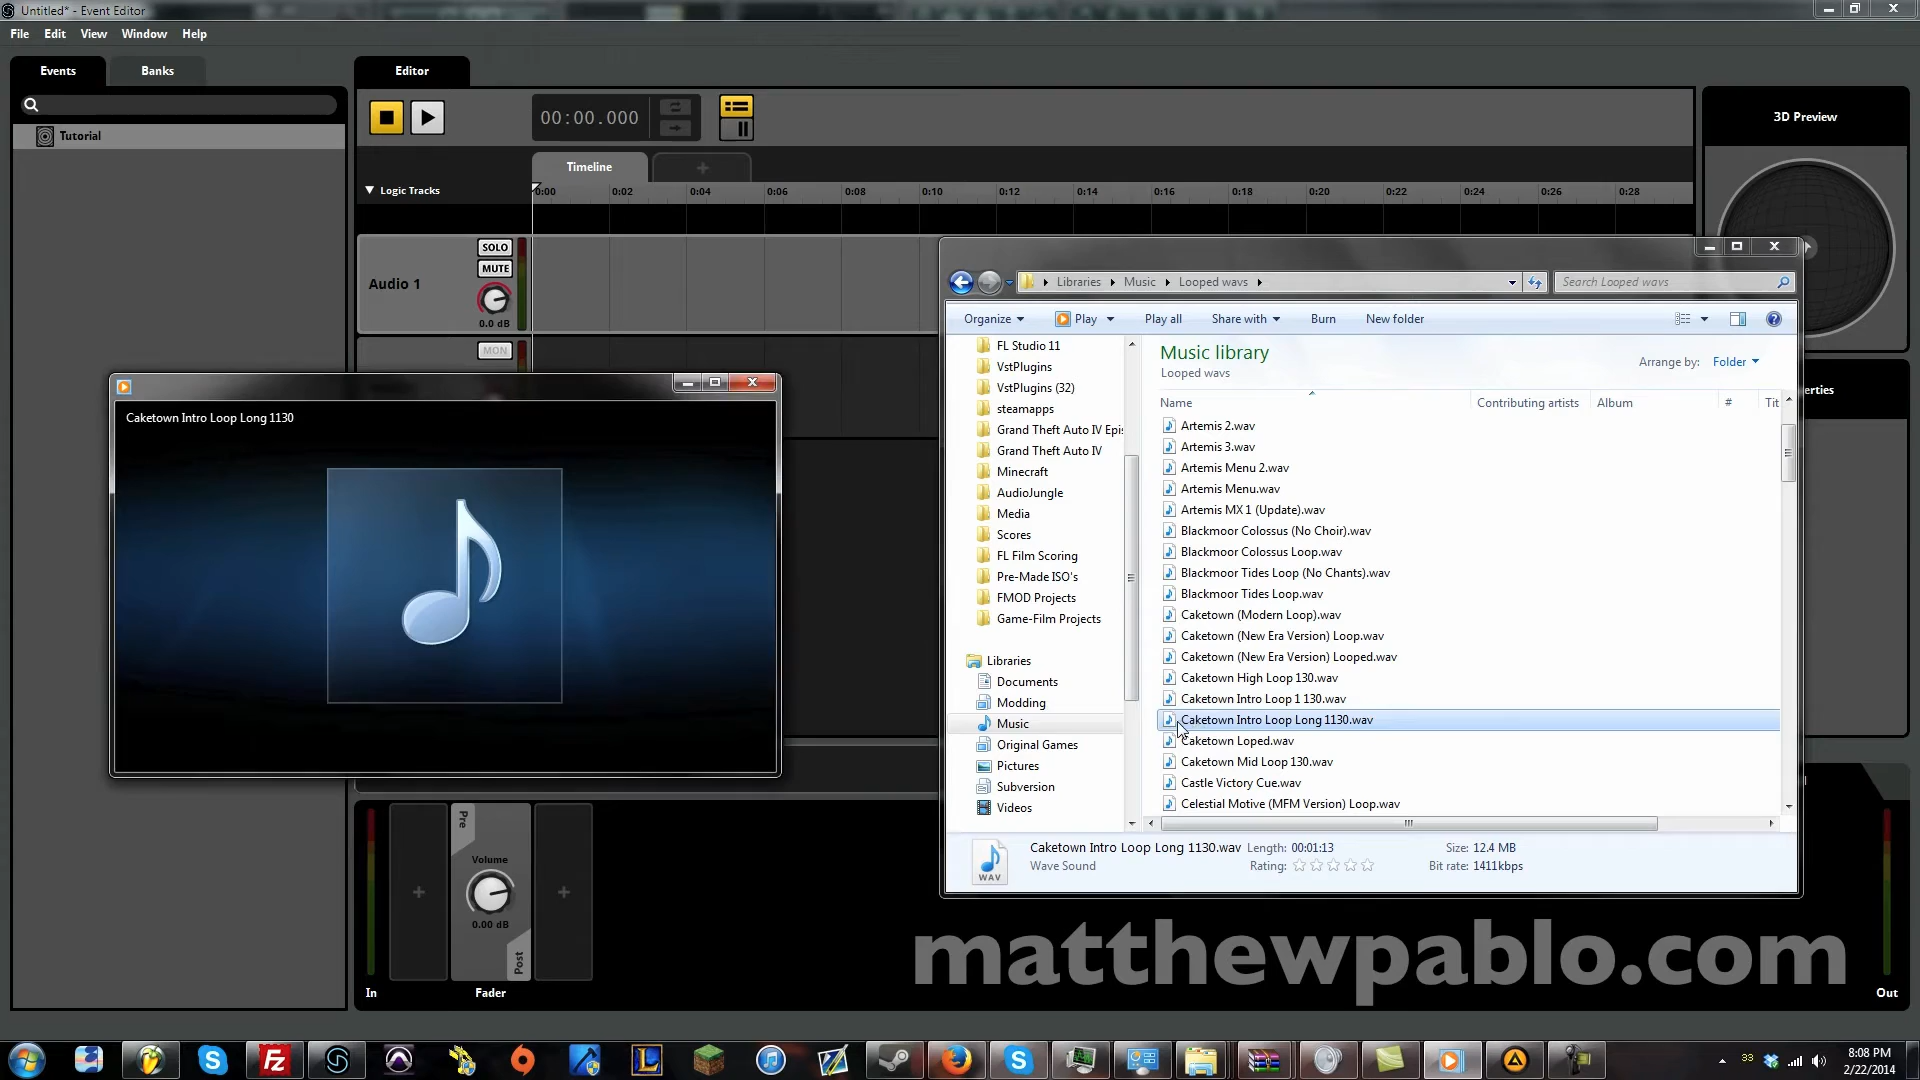 Untitled* - Event Editor
File Edit View Window Help
Events Banks Editor
Tutorial
00:00.000
3D Preview
Timeline
Logic Tracks
0:00 0:02 0:04 0:06 0:08 0:10 0:12 0:14 0:16 0:18 0:20 0:22 0:24 0:26 0:28
Audio 1
SOLO
MUTE
0.0 dB
MON
Caketown Intro Loop Long 1130
Libraries Music Looped wavs
Search Looped wavs
Organize Play Play all Share with Burn New folder
FL Studio 11
VstPlugins
VstPlugins (32)
steamapps
Grand Theft Auto IV Epis
Grand Theft Auto IV
Minecraft
AudioJungle
Media
Scores
FL Film Scoring
Pre-Made ISO's
FMOD Projects
Game-Film Projects
Libraries
Documents
Modding
Music
Original Games
Pictures
Subversion
Videos
Music library
Looped wavs
Arrange by: Folder
Name Contributing artists Album # Tit
Artemis 2.wav
Artemis 3.wav
Artemis Menu 2.wav
Artemis Menu.wav
Artemis MX 1 (Update).wav
Blackmoor Colossus (No Choir).wav
Blackmoor Colossus Loop.wav
Blackmoor Tides Loop (No Chants).wav
Blackmoor Tides Loop.wav
Caketown (Modern Loop).wav
Caketown (New Era Version) Loop.wav
Caketown (New Era Version) Looped.wav
Caketown High Loop 130.wav
Caketown Intro Loop 1 130.wav
Caketown Intro Loop Long 1130.wav
Caketown Loped.wav
Caketown Mid Loop 130.wav
Castle Victory Cue.wav
Celestial Motive (MFM Version) Loop.wav
WAV
Caketown Intro Loop Long 1130.wav Length: 00:01:13 Size: 12.4 MB
Wave Sound Rating: Bit rate: 1411kbps
erties
Pre
Volume
0.00 dB
Post
In Fader Out
matthewpablo.com
33
8:08 PM
2/22/2014